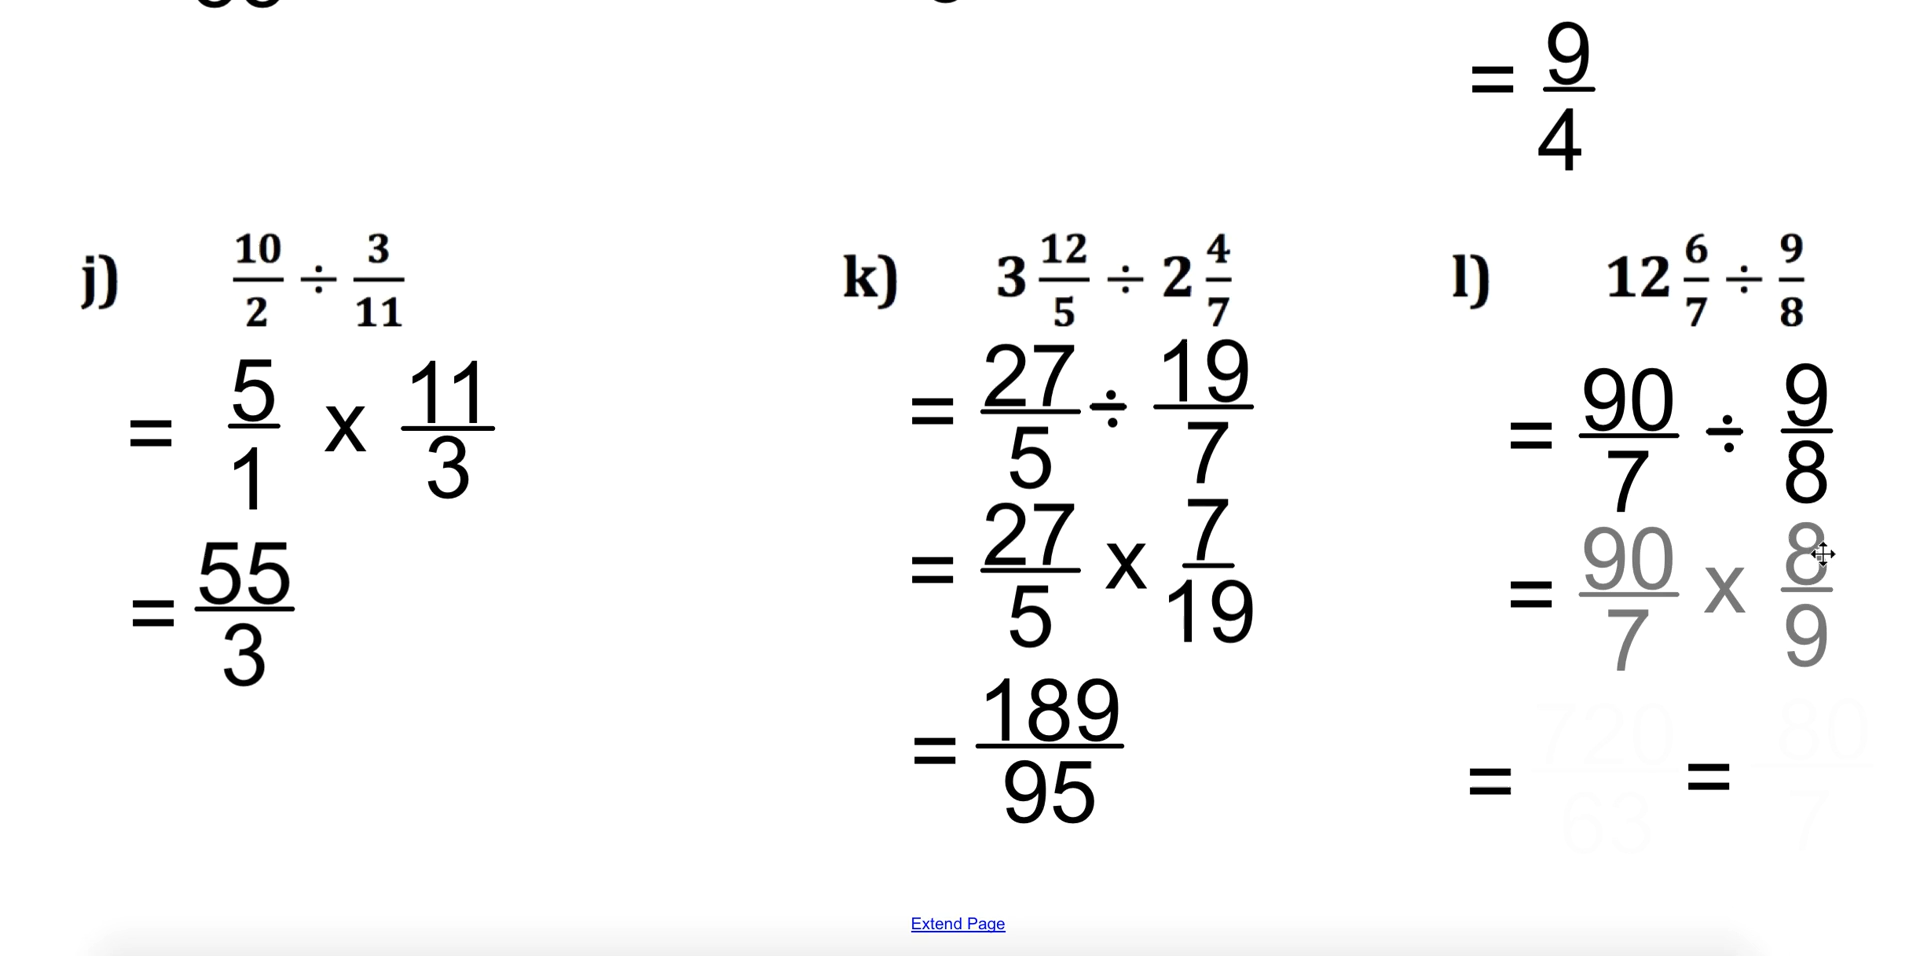 = 9/4
j) 10/2 ÷ 3/11
= 5/1 x 11/3
= 55/3
k) 3 12/5 ÷ 2 4/7
= 27/5 ÷ 19/7
= 27/5 x 7/19
= 189/95
l) 12 6/7 ÷ 9/8
= 90/7 ÷ 9/8
= 90/7 x 8/9
= 720/63 = 80/7
Extend Page